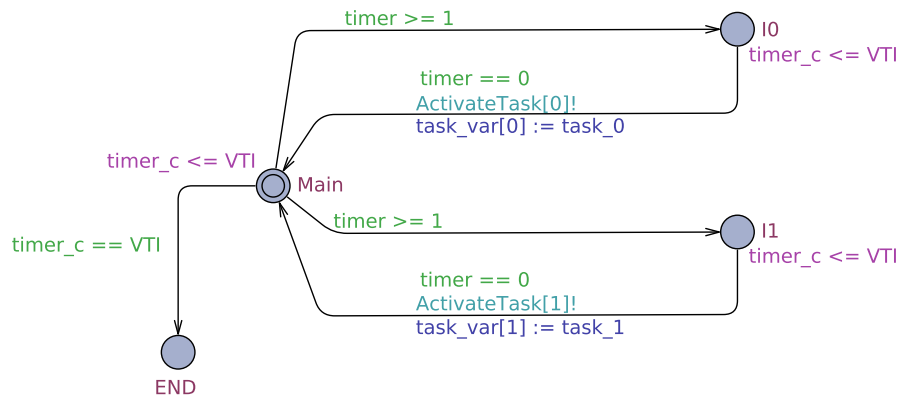 timer >= 1
I0
timer_c <= VTI
timer == 0
ActivateTask[0]!
task_var[0] := task_0
timer_c <= VTI
Main
timer >= 1
I1
timer_c == VTI
timer_c <= VTI
timer == 0
ActivateTask[1]!
task_var[1] := task_1
END